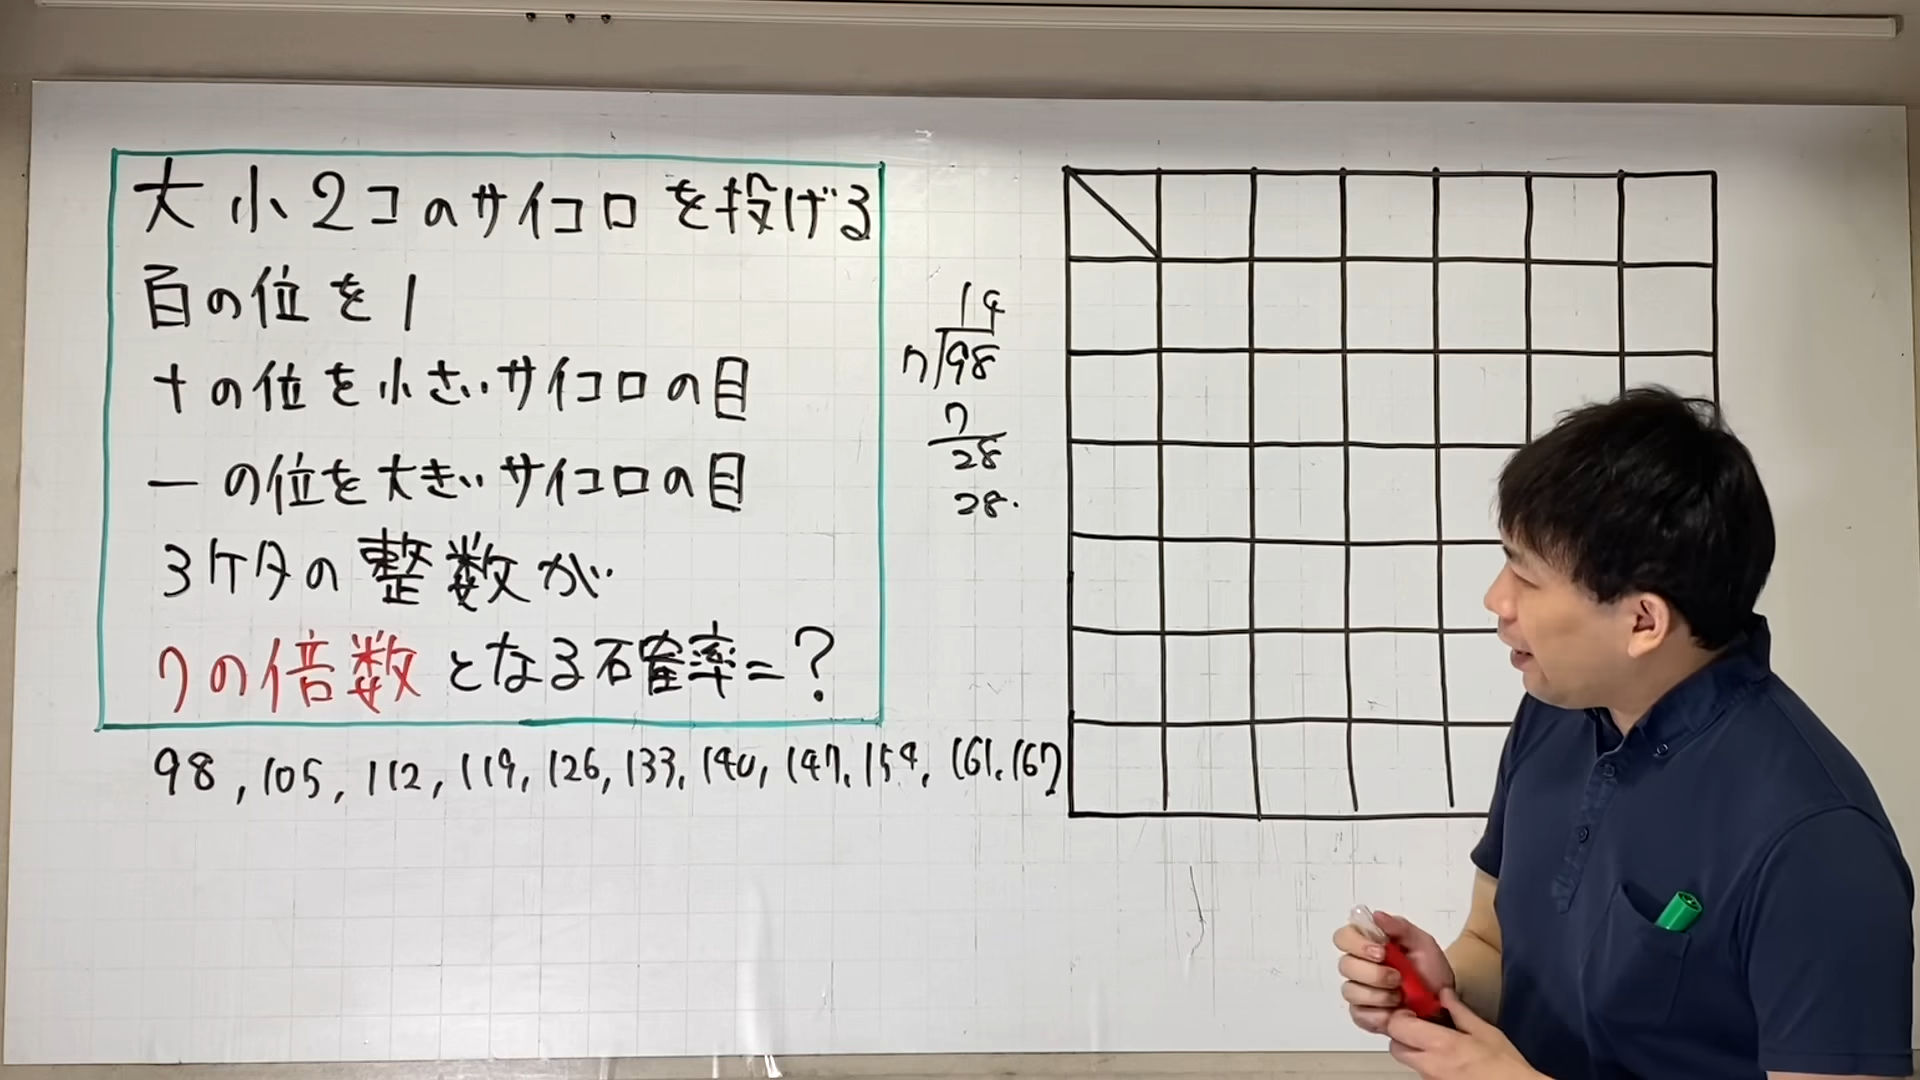 大小2コのサイコロを投げる
百の位を1
十の位を小さいサイコロの目
一の位を大きいサイコロの目
3ケタの整数が
7の倍数となる確率=?
98, 105, 112, 119, 126, 133, 140, 147, 154, 161, 167
14
7)98
7
28
28.